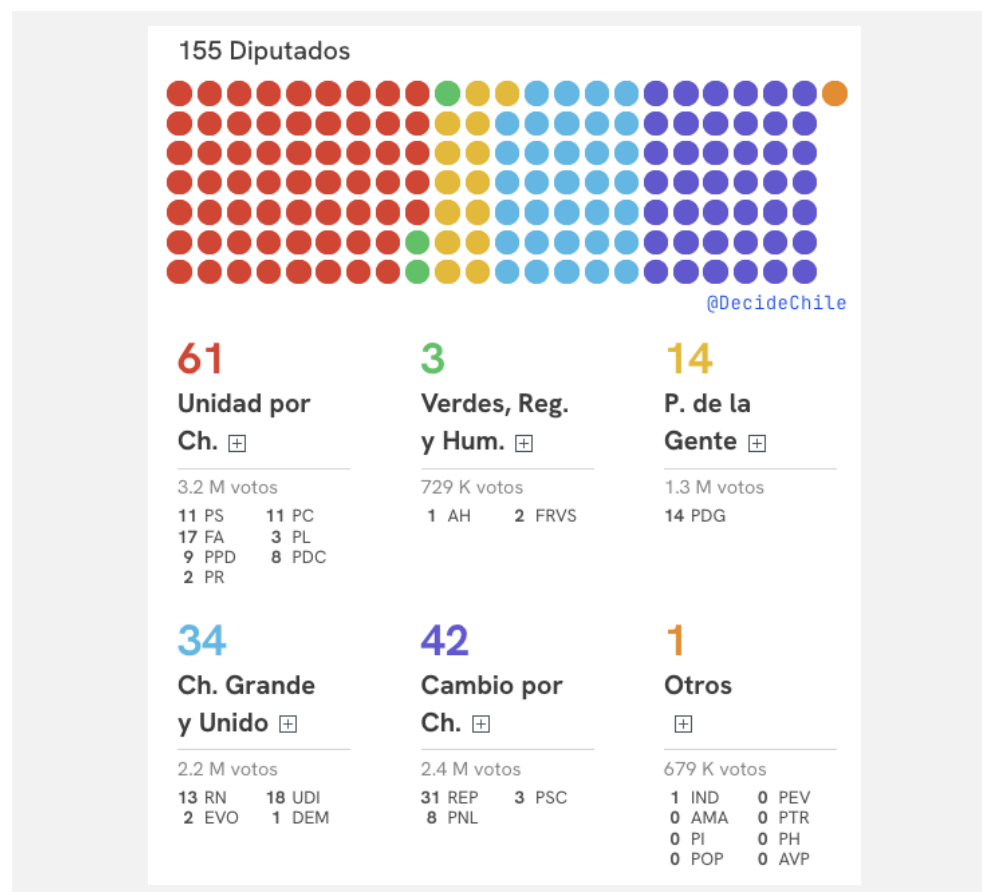 155 Diputados
@DecideChile
61
Unidad por
Ch.
3.2 M votos
11 PS 11 PC
17 FA 3 PL
9 PPD 8 PDC
2 PR
3
Verdes, Reg.
y Hum.
729 K votos
1 AH 2 FRVS
14
P. de la
Gente
1.3 M votos
14 PDG
34
Ch. Grande
y Unido
2.2 M votos
13 RN 18 UDI
2 EVO 1 DEM
42
Cambio por
Ch.
2.4 M votos
31 REP 3 PSC
8 PNL
1
Otros
679 K votos
1 IND 0 PEV
0 AMA 0 PTR
0 PI 0 PH
0 POP 0 AVP